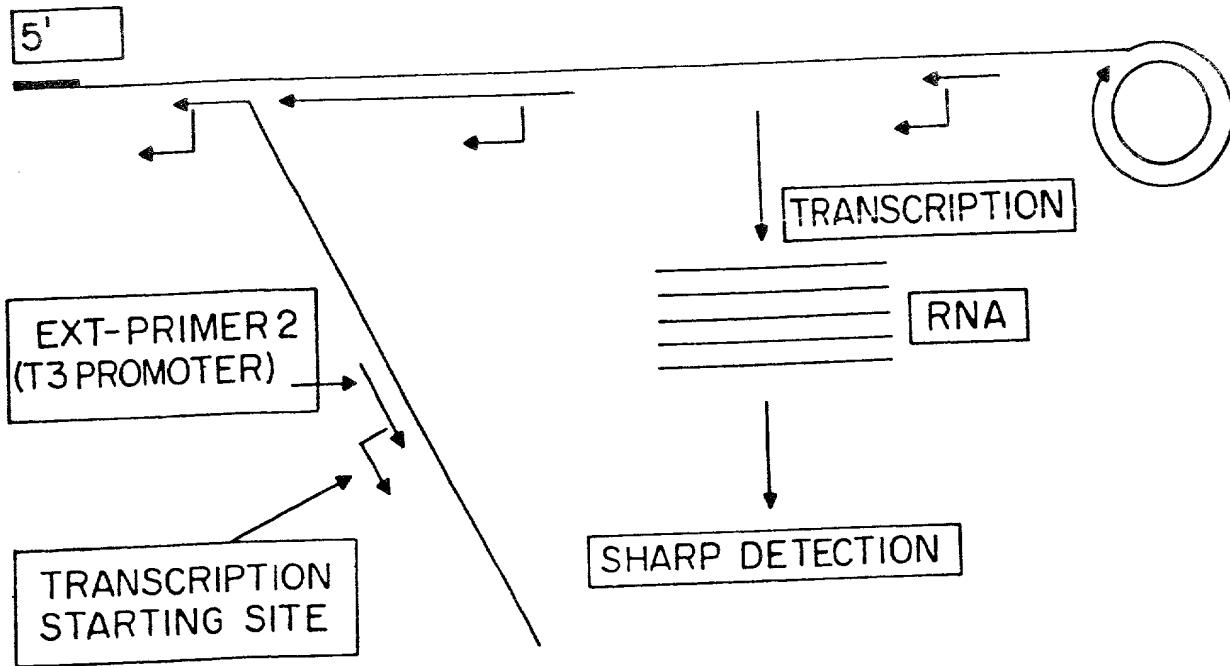 5'
TRANSCRIPTION
EXT-PRIMER 2
(T3 PROMOTER)
RNA
TRANSCRIPTION
STARTING SITE
SHARP DETECTION